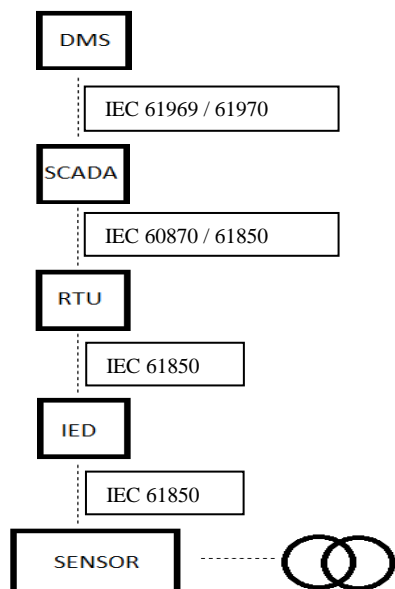 DMS
IEC 61969 / 61970
SCADA
IEC 60870 / 61850
RTU
IEC 61850
IED
IEC 61850
SENSOR